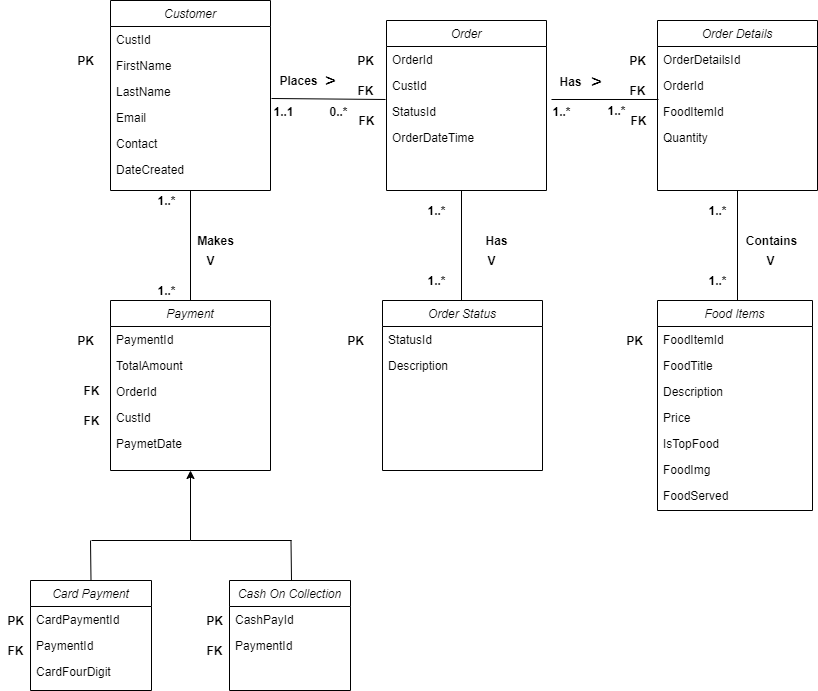 Customer
PK CustId
FirstName
LastName
Email
Contact
DateCreated
Places >
1..1 0..*
Order
PK OrderId
FK CustId
FK StatusId
OrderDateTime
Has >
1..* 1..*
Order Details
PK OrderDetailsId
FK OrderId
FK FoodItemId
Quantity
1..*
Makes
V
1..*
1..*
Has
V
1..*
1..*
Contains
V
1..*
Payment
PK PaymentId
TotalAmount
FK OrderId
FK CustId
PaymetDate
Order Status
PK StatusId
Description
Food Items
PK FoodItemId
FoodTitle
Description
Price
IsTopFood
FoodImg
FoodServed
Card Payment
PK CardPaymentId
FK PaymentId
CardFourDigit
Cash On Collection
PK CashPayId
FK PaymentId